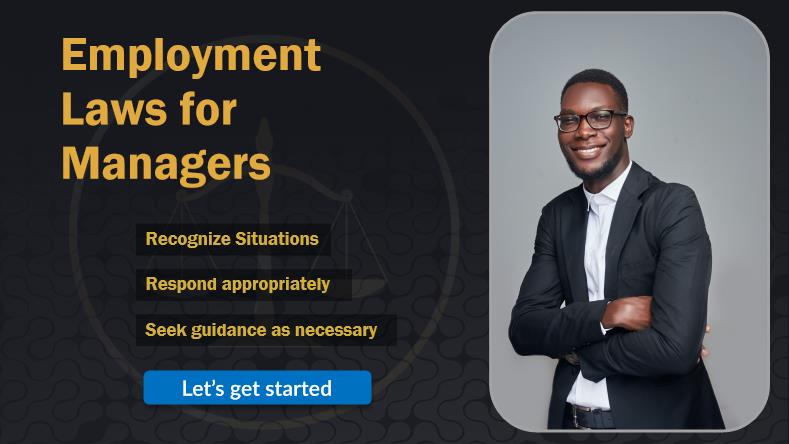 Employment
Laws for
Managers
Recognize Situations
Respond appropriately
Seek guidance as necessary
Let’s get started